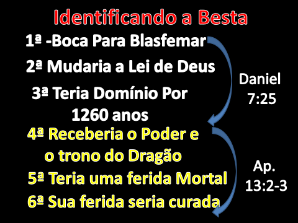 Identificando a Besta
1ª -Boca Para Blasfemar
2ª Mudaria a Lei de Deus
3ª Teria Domínio Por
1260 anos
Daniel
7:25
4ª Receberia o Poder e
o trono do Dragão
5ª Teria uma ferida Mortal
6ª Sua ferida seria curada
Ap.
13:2-3